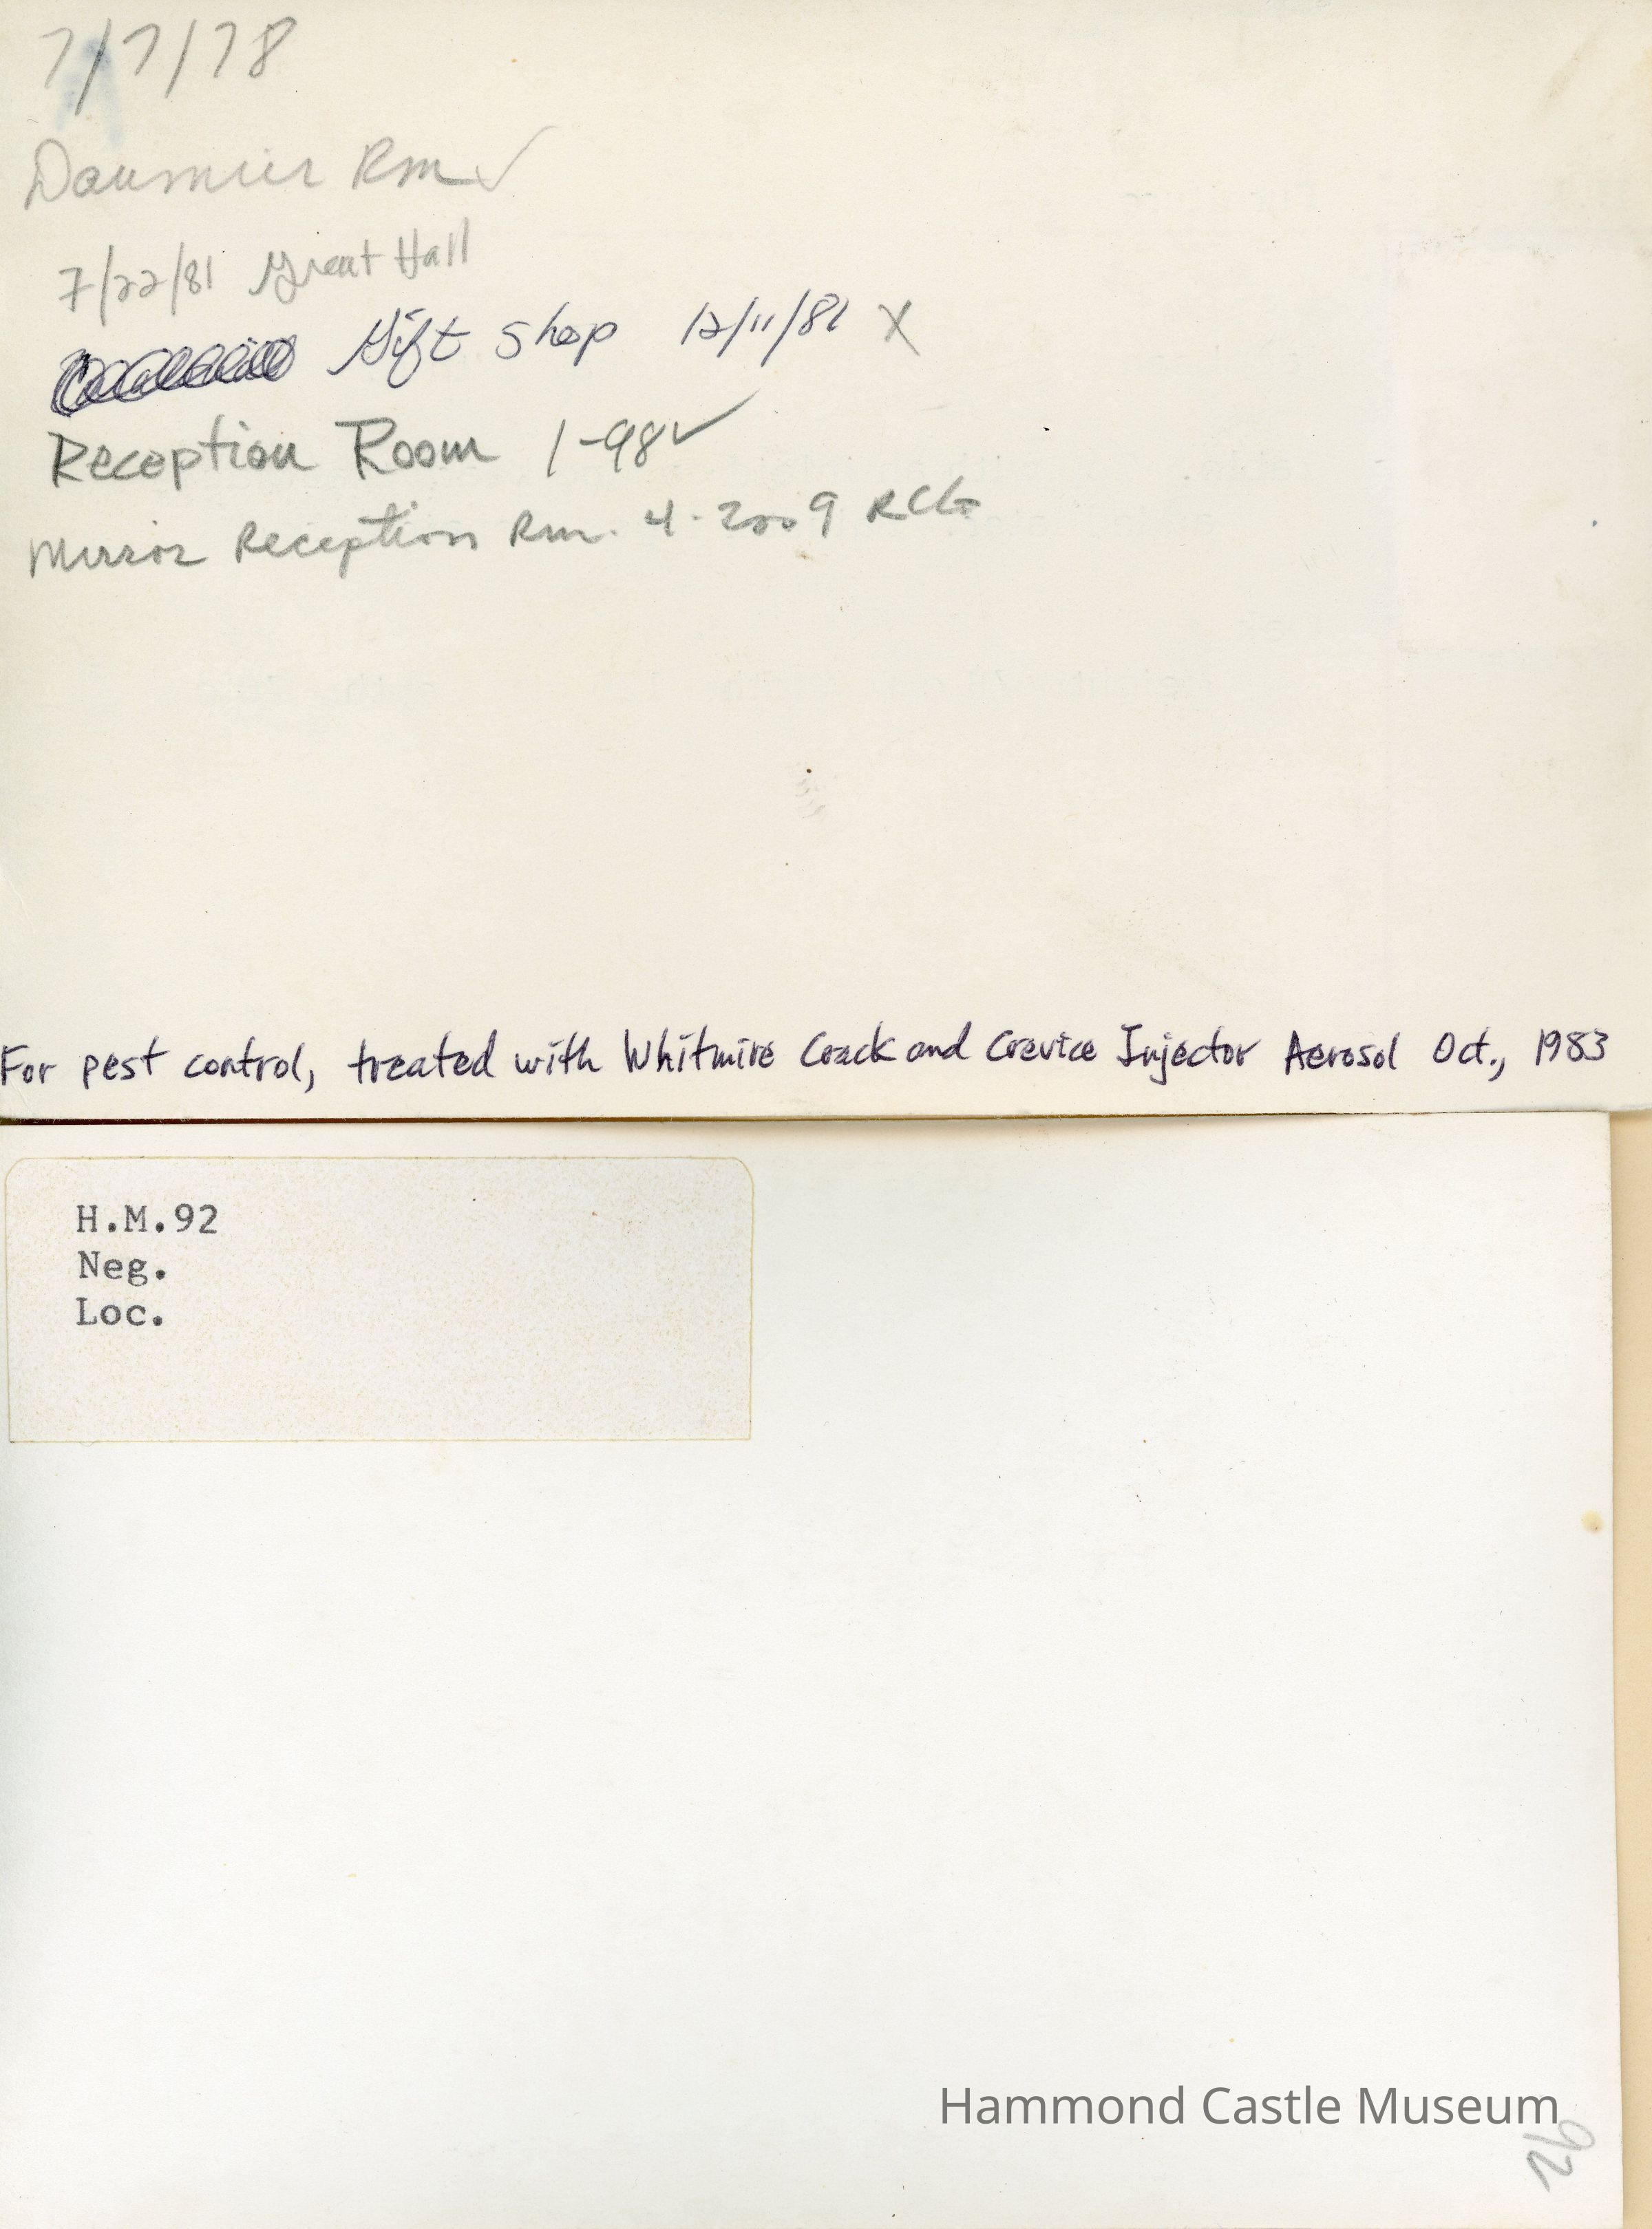 7/7/78
Daumier Rm ✓
7/22/81 Great Hall
Gift Shop 12/11/81 X
Reception Room 1-98 ✓
Mirror Reception Rm. 4-2009 RCG
For pest control, treated with Whitmire Crack and Crevice Injector Aerosol Oct., 1983
H.M.92
Neg.
Loc.
Hammond Castle Museum
92